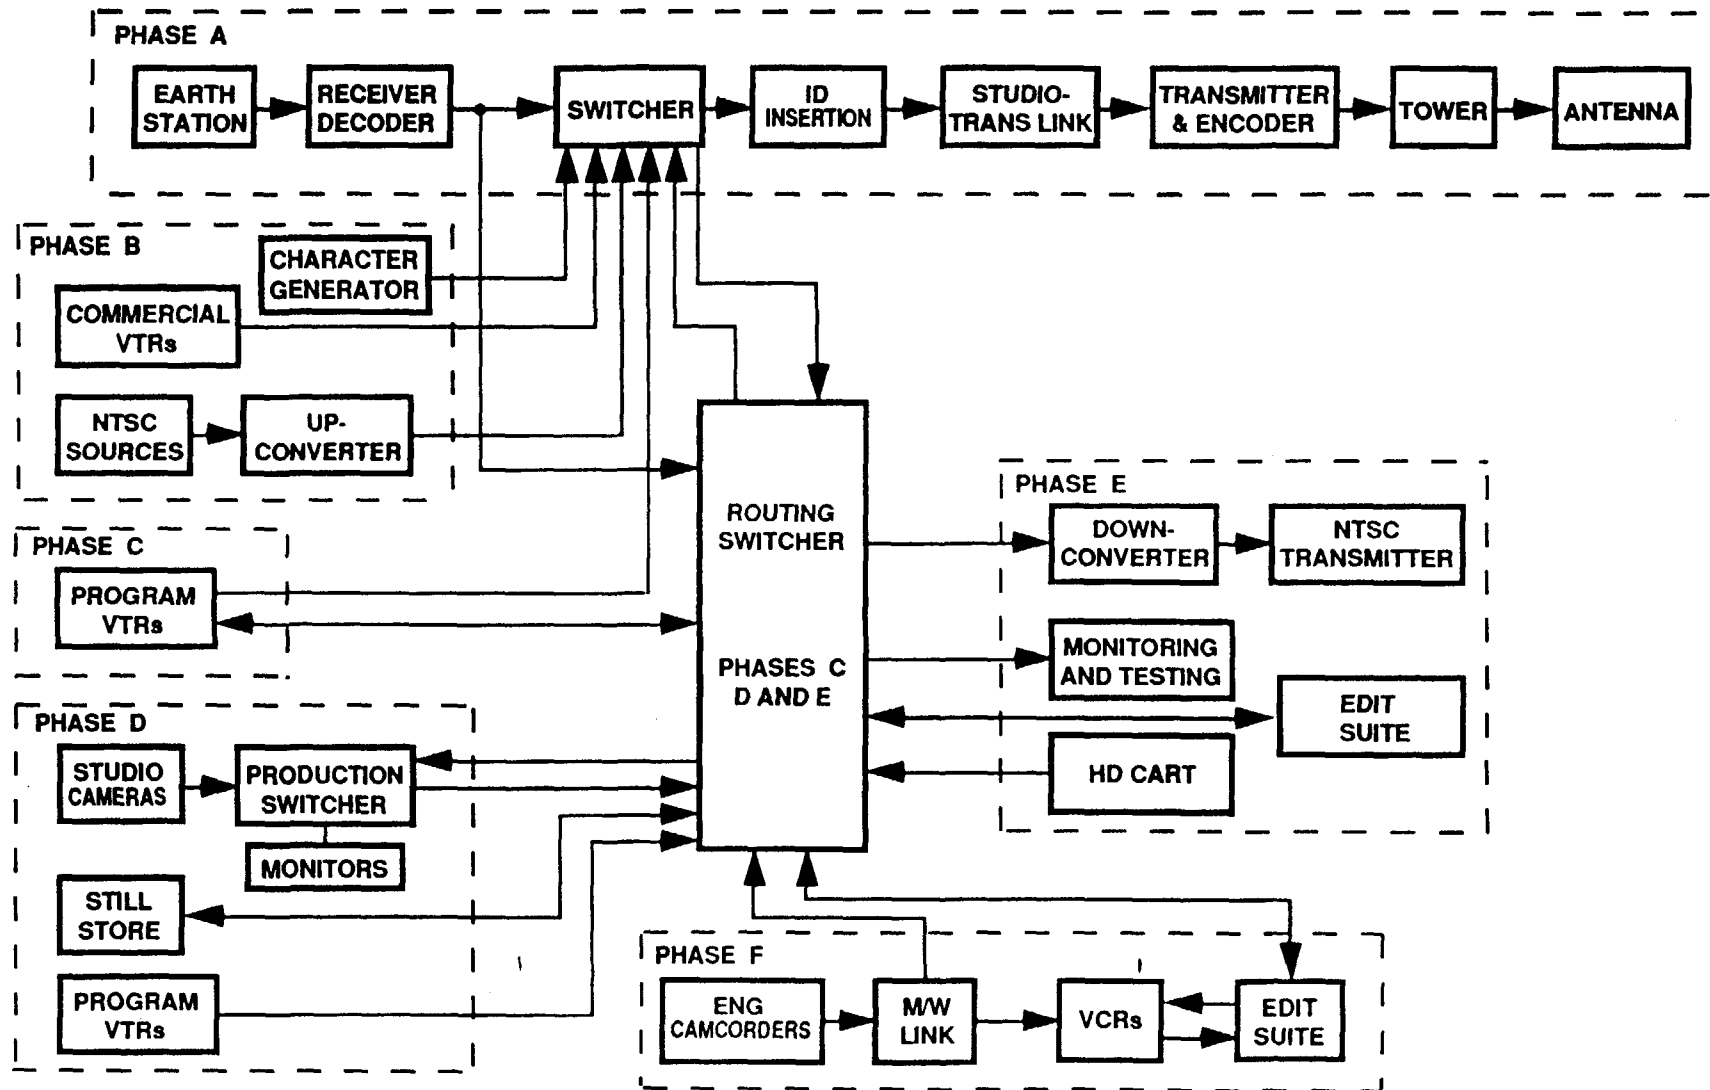 PHASE A
EARTH
STATION
RECEIVER
DECODER
SWITCHER
ID
INSERTION
STUDIO-
TRANS LINK
TRANSMITTER
& ENCODER
TOWER
ANTENNA
PHASE B
CHARACTER
GENERATOR
COMMERCIAL
VTRs
NTSC
SOURCES
UP-
CONVERTER
PHASE C
PROGRAM
VTRs
ROUTING
SWITCHER
PHASES C
D AND E
PHASE D
STUDIO
CAMERAS
PRODUCTION
SWITCHER
MONITORS
STILL
STORE
PROGRAM
VTRs
PHASE E
DOWN-
CONVERTER
NTSC
TRANSMITTER
MONITORING
AND TESTING
EDIT
SUITE
HD CART
PHASE F
ENG
CAMCORDERS
M/W
LINK
VCRs
EDIT
SUITE